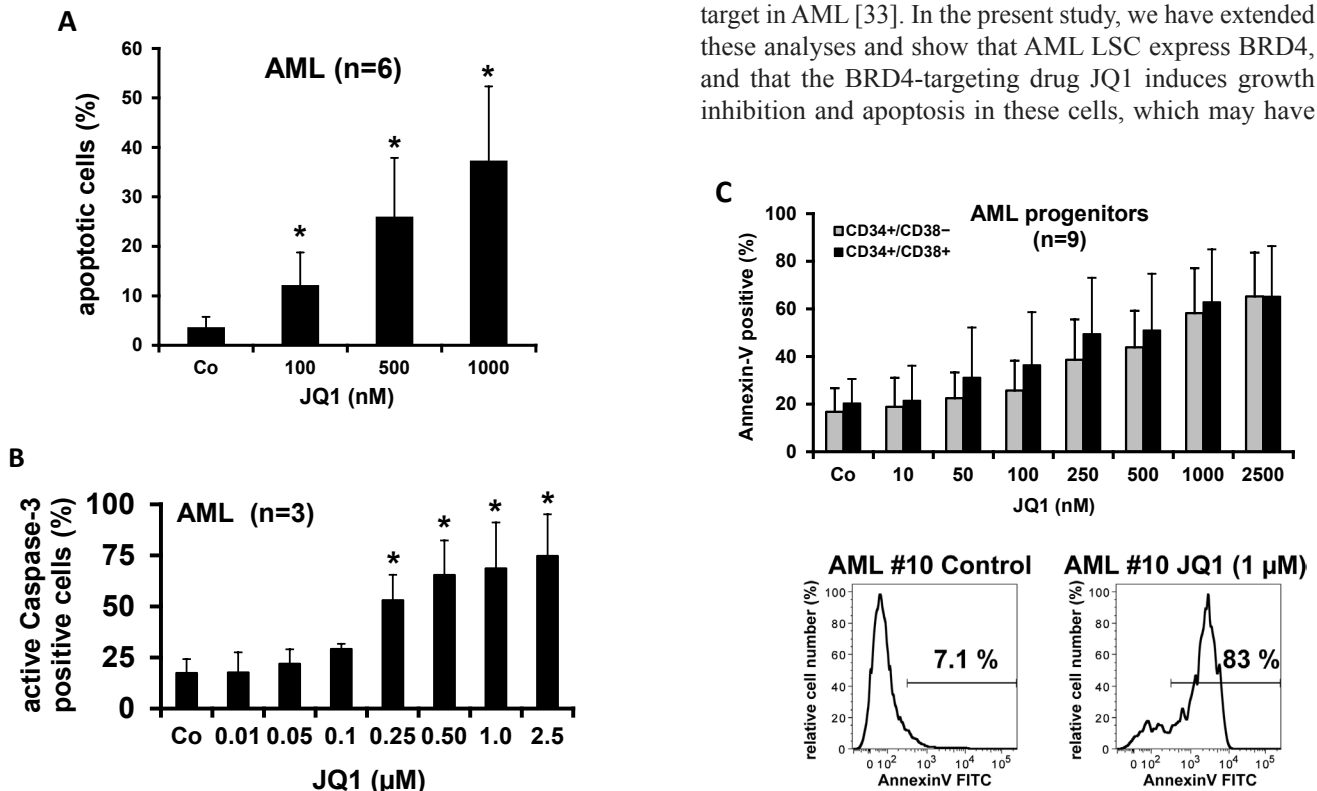 A
60
50
40
30
20
10
0
apoptotic cells (%)
AML (n=6)
*
*
*
Co
100
500
1000
JQ1 (nM)
B
100
75
50
25
0
active Caspase-3
positive cells (%)
AML (n=3)
*
*
*
*
Co 0.01 0.05 0.1 0.25 0.50 1.0 2.5
JQ1 (µM)
target in AML [33]. In the present study, we have extended
these analyses and show that AML LSC express BRD4,
and that the BRD4-targeting drug JQ1 induces growth
inhibition and apoptosis in these cells, which may have
C
100
80
60
40
20
0
Annexin-V positive (%)
AML progenitors
(n=9)
CD34+/CD38−
CD34+/CD38+
Co 10 50 100 250 500 1000 2500
JQ1 (nM)
AML #10 Control
relative cell number (%)
100
80
60
40
20
0
7.1 %
0 10² 10³ 10⁴ 10⁵
AnnexinV FITC
AML #10 JQ1 (1 µM)
relative cell number (%)
100
80
60
40
20
0
83 %
0 10² 10³ 10⁴ 10⁵
AnnexinV FITC